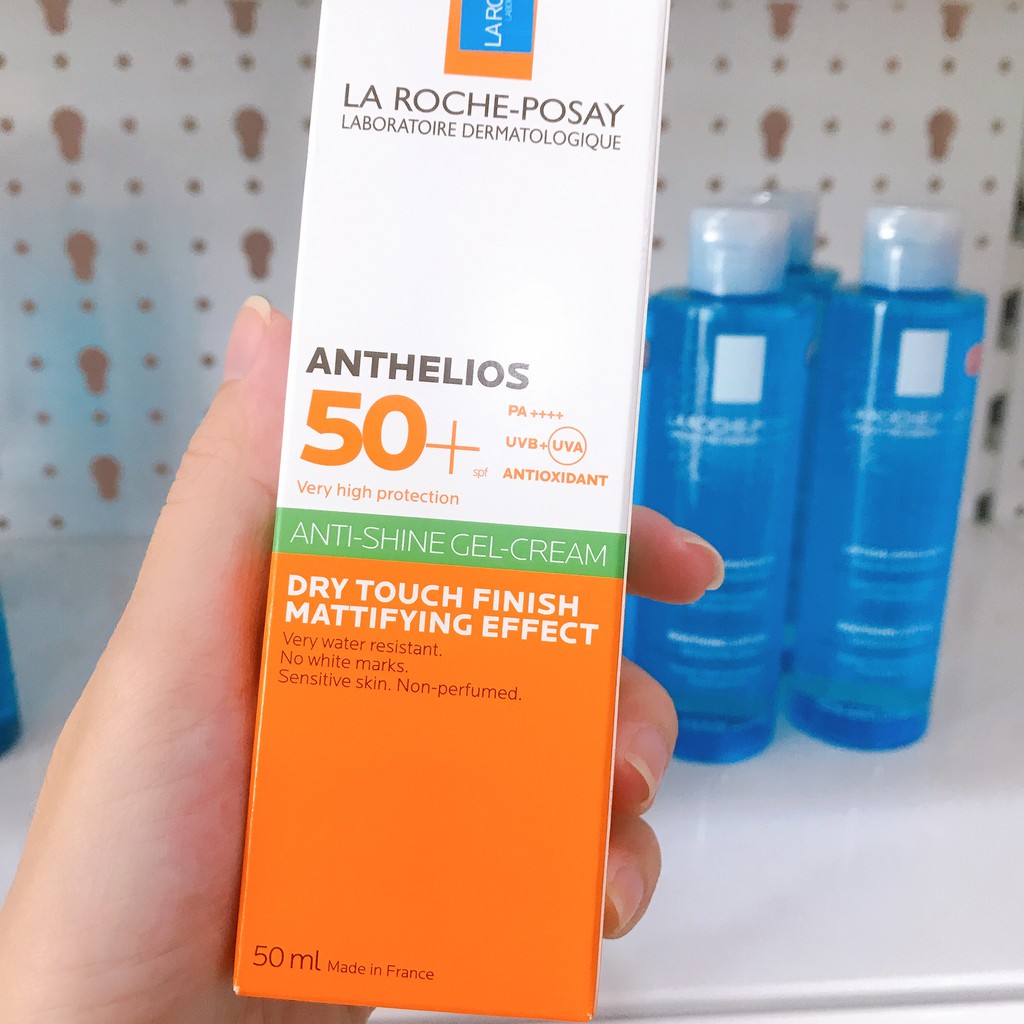 LA ROCHE-POSAY
LABORATOIRE DERMATOLOGIQUE
ANTHELIOS
50+ spf
PA ++++
UVB+UVA
ANTIOXIDANT
Very high protection
ANTI-SHINE GEL-CREAM
DRY TOUCH FINISH
MATTIFYING EFFECT
Very water resistant.
No white marks.
Sensitive skin. Non-perfumed.
50 ml Made in France